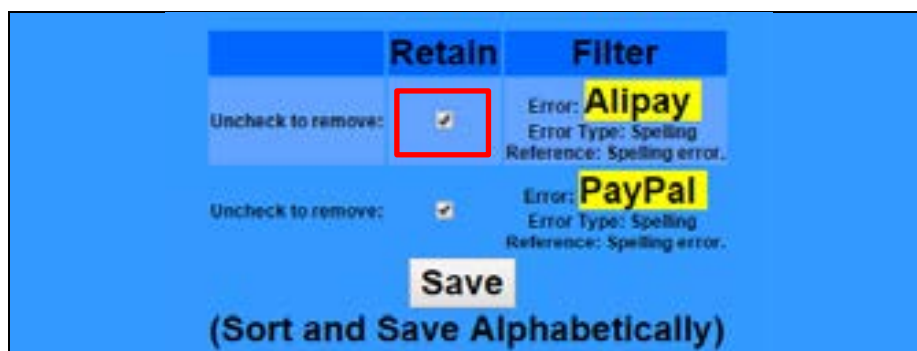 Retain Filter
Uncheck to remove: Error: Alipay
Error Type: Spelling
Reference: Spelling error.
Uncheck to remove: Error: PayPal
Error Type: Spelling
Reference: Spelling error.
Save
(Sort and Save Alphabetically)